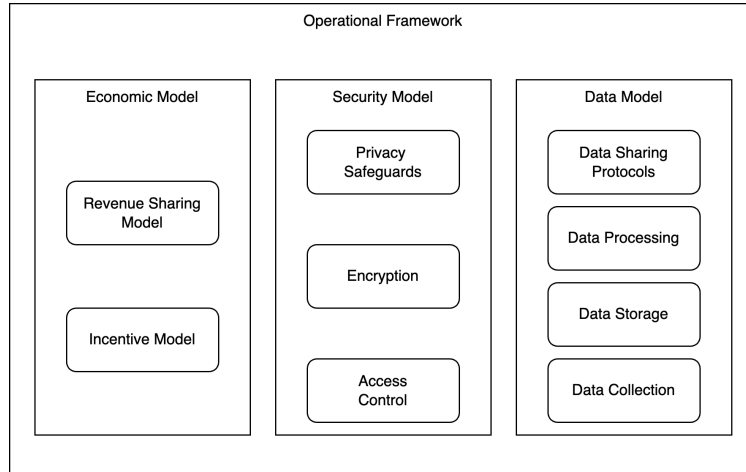 Operational Framework
Economic Model
Revenue Sharing
Model
Incentive Model
Security Model
Privacy
Safeguards
Encryption
Access
Control
Data Model
Data Sharing
Protocols
Data Processing
Data Storage
Data Collection